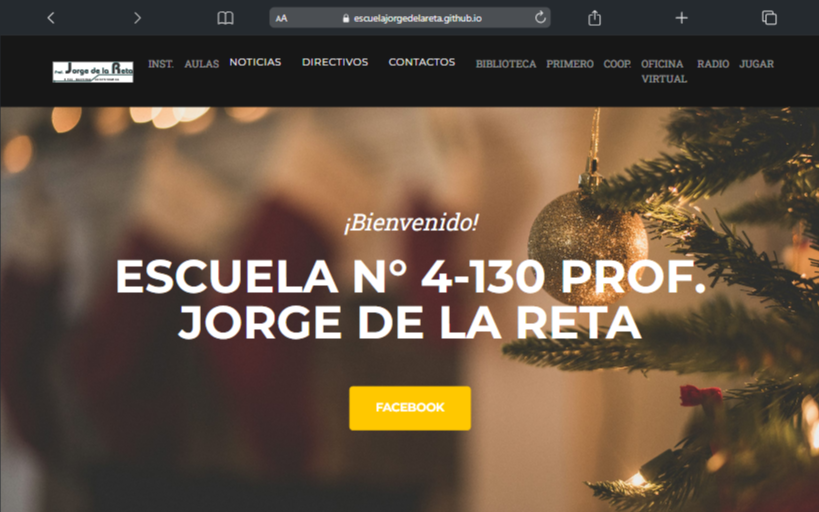 AA escuelajorgedelareta.github.io
Prof. Jorge de la Reta
INST. AULAS NOTICIAS DIRECTIVOS CONTACTOS BIBLIOTECA PRIMERO COOP. OFICINA VIRTUAL RADIO JUGAR
¡Bienvenido!
ESCUELA N° 4-130 PROF.
JORGE DE LA RETA
FACEBOOK